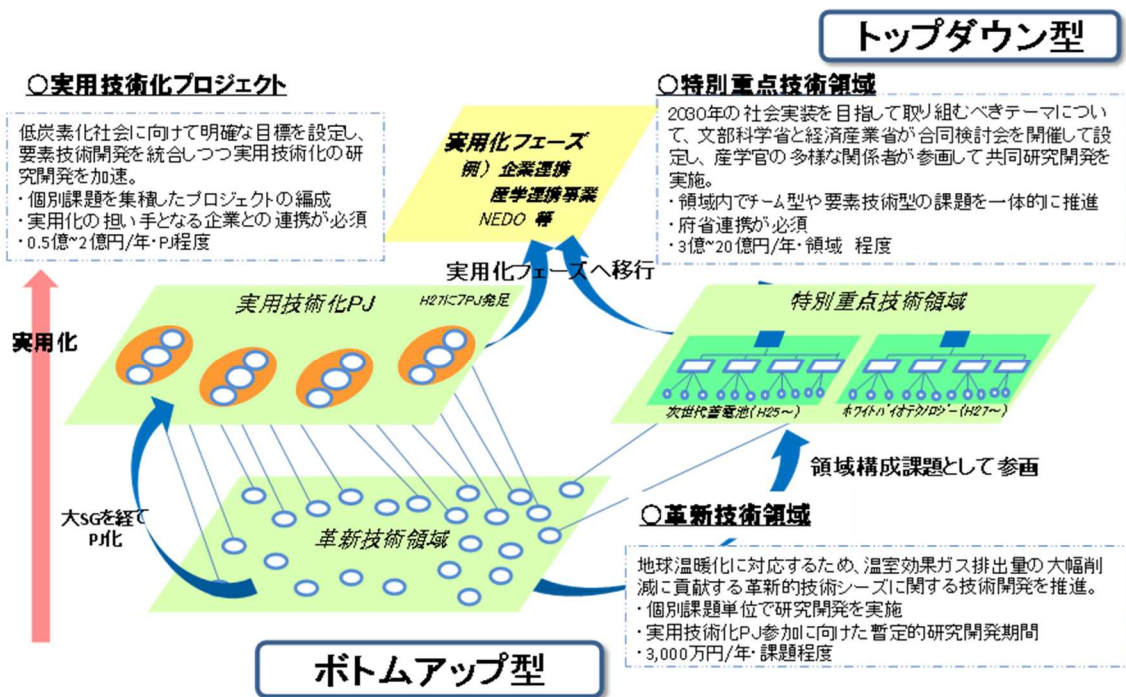 トップダウン型
○実用技術化プロジェクト
低炭素化社会に向けて明確な目標を設定し、
要素技術開発を統合しつつ実用技術化の研
究開発を加速。
・個別課題を集積したプロジェクトの編成
・実用化の担い手となる企業との連携が必須
・0.5億~2億円/年・PJ程度
実用化フェーズ
例）企業連携
産学連携事業
NEDO 等
○特別重点技術領域
2030年の社会実装を目指して取り組むべきテーマについ
て、文部科学省と経済産業省が合同検討会を開催して設
定し、産学官の多様な関係者が参画して共同研究開発を
実施。
・領域内でチーム型や要素技術型の課題を一体的に推進
・府省連携が必須
・3億~20億円/年・領域 程度
実用化フェーズへ移行
実用技術化PJ
H27に7PJ発足
特別重点技術領域
実用化
次世代蓄電池(H25～)
ホワイトバイオテクノロジー(H27～)
領域構成課題として参画
大SGを経て
PJ化
革新技術領域
○革新技術領域
地球温暖化に対応するため、温室効果ガス排出量の大幅削
減に貢献する革新的技術シーズに関する技術開発を推進。
・個別課題単位で研究開発を実施
・実用技術化PJ参加に向けた暫定的研究開発期間
・3,000万円/年・課題程度
ボトムアップ型